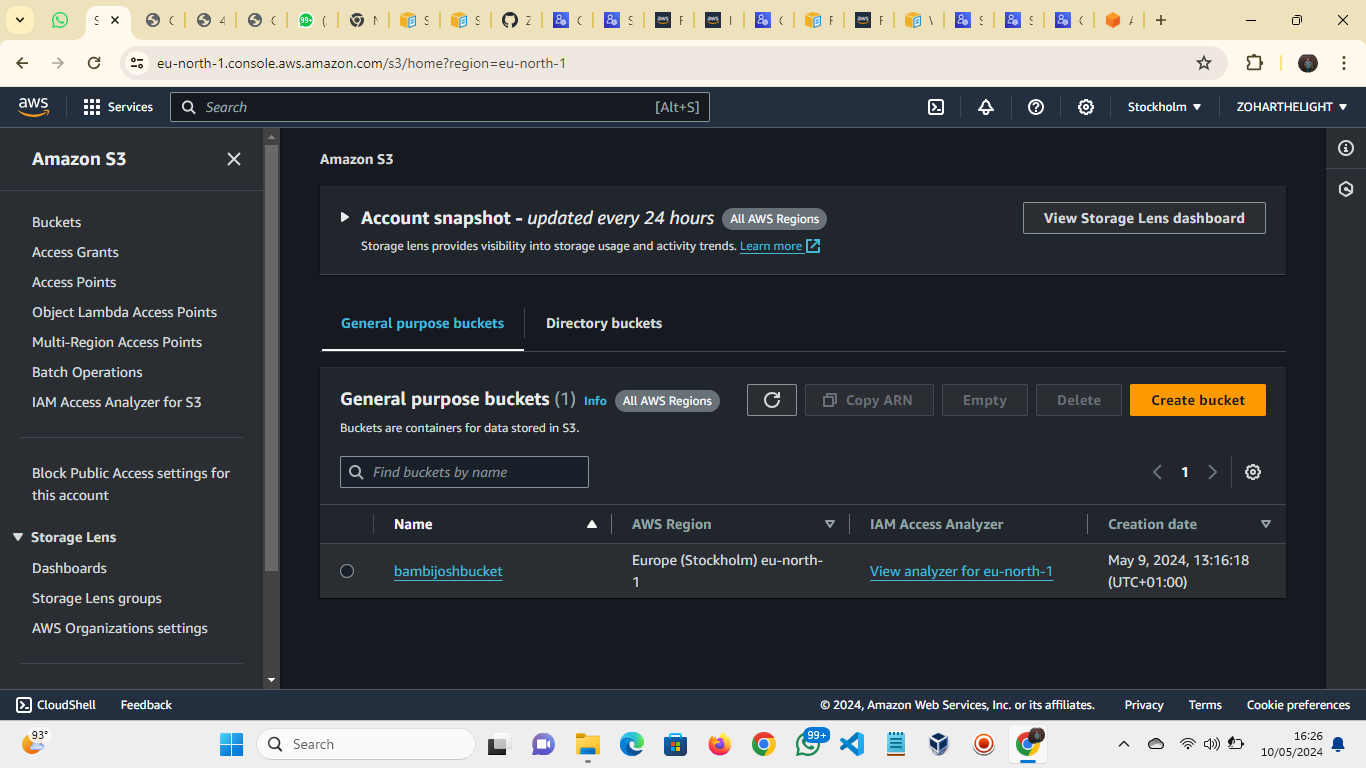 eu-north-1.console.aws.amazon.com/s3/home?region=eu-north-1
aws
Services
Search
[Alt+S]
Stockholm
ZOHARTHELIGHT
Amazon S3
Buckets
Access Grants
Access Points
Object Lambda Access Points
Multi-Region Access Points
Batch Operations
IAM Access Analyzer for S3
Block Public Access settings for
this account
Storage Lens
Dashboards
Storage Lens groups
AWS Organizations settings
Amazon S3
Account snapshot - updated every 24 hours All AWS Regions
Storage lens provides visibility into storage usage and activity trends. Learn more
View Storage Lens dashboard
General purpose buckets
Directory buckets
General purpose buckets (1) Info All AWS Regions
Buckets are containers for data stored in S3.
Copy ARN
Empty
Delete
Create bucket
Find buckets by name
1
Name
AWS Region
IAM Access Analyzer
Creation date
bambijoshbucket
Europe (Stockholm) eu-north-
1
View analyzer for eu-north-1
May 9, 2024, 13:16:18
(UTC+01:00)
CloudShell
Feedback
© 2024, Amazon Web Services, Inc. or its affiliates.
Privacy
Terms
Cookie preferences
93°
Search
99+
16:26
10/05/2024